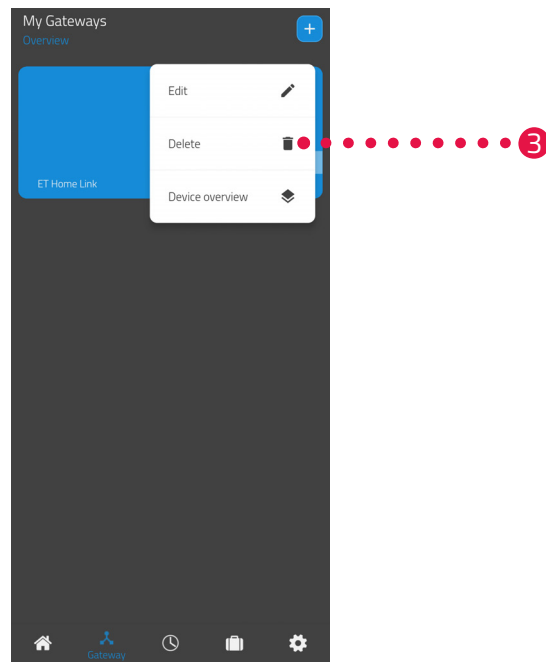 My Gateways
Overview
+
Edit
Delete
3
ET Home Link
Device overview
Gateway